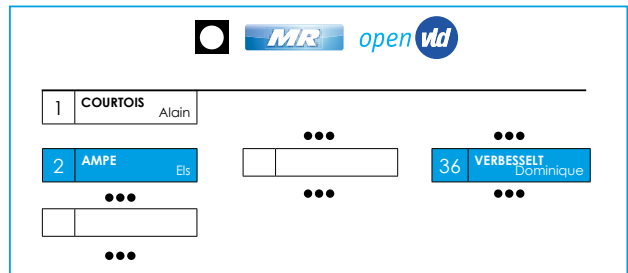 MR open vld
1 COURTOIS Alain
●●● ●●●
2 AMPE Els
36 VERBESSELT Dominique
●●● ●●● ●●●
●●●